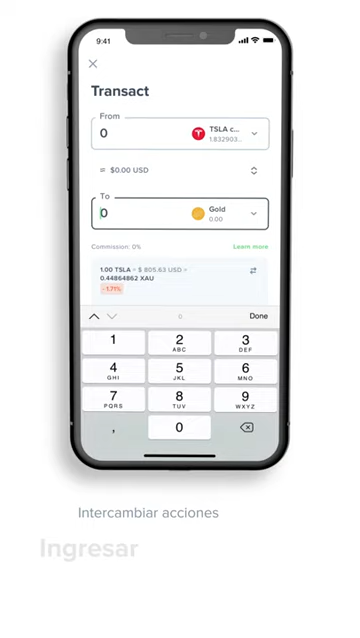 9:41
Transact
From
0
TSLA c...
1.832903...
= $0.00 USD
To
0
Gold
0.00
Commission: 0%
Learn more
1.00 TSLA = $ 805.63 USD =
0.44864862 XAU
- 1.71%
0.
Done
1
2
ABC
3
DEF
4
GHI
5
JKL
6
MNO
7
PQRS
8
TUV
9
WXYZ
,
0
Intercambiar acciones
Ingresar